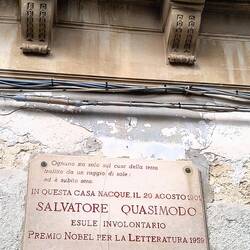 Ognuno sta solo sul cuor della terra
trafitto da un raggio di sole:
ed è subito sera.
IN QUESTA CASA NACQUE, IL 20 AGOSTO 1901
SALVATORE QUASIMODO
ESULE INVOLONTARIO
PREMIO NOBEL PER LA LETTERATURA 1959